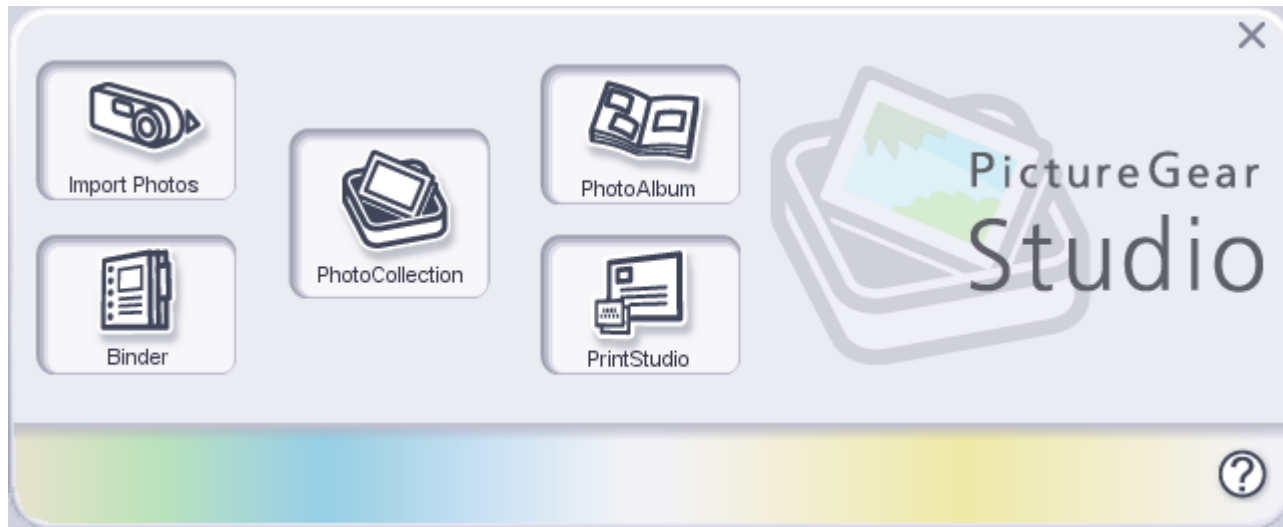 Import Photos
Binder
PhotoCollection
PhotoAlbum
PrintStudio
PictureGear
Studio
?